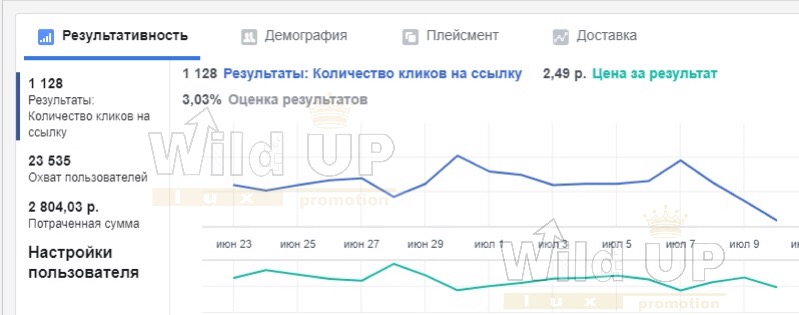 Результативность Демография Плейсмент Доставка
1 128
Результаты:
Количество кликов на
ссылку
23 535
Охват пользователей
2 804,03 р.
Потраченная сумма
Настройки
пользователя
1 128 Результаты: Количество кликов на ссылку 2,49 р. Цена за результат
3,03% Оценка результатов
Wild UP
lux promotion
июн 23 июн 25 июн 27 июн 29 июл 1 июл 3 июл 5 июл 7 июл 9
Wild UP
lux promotion